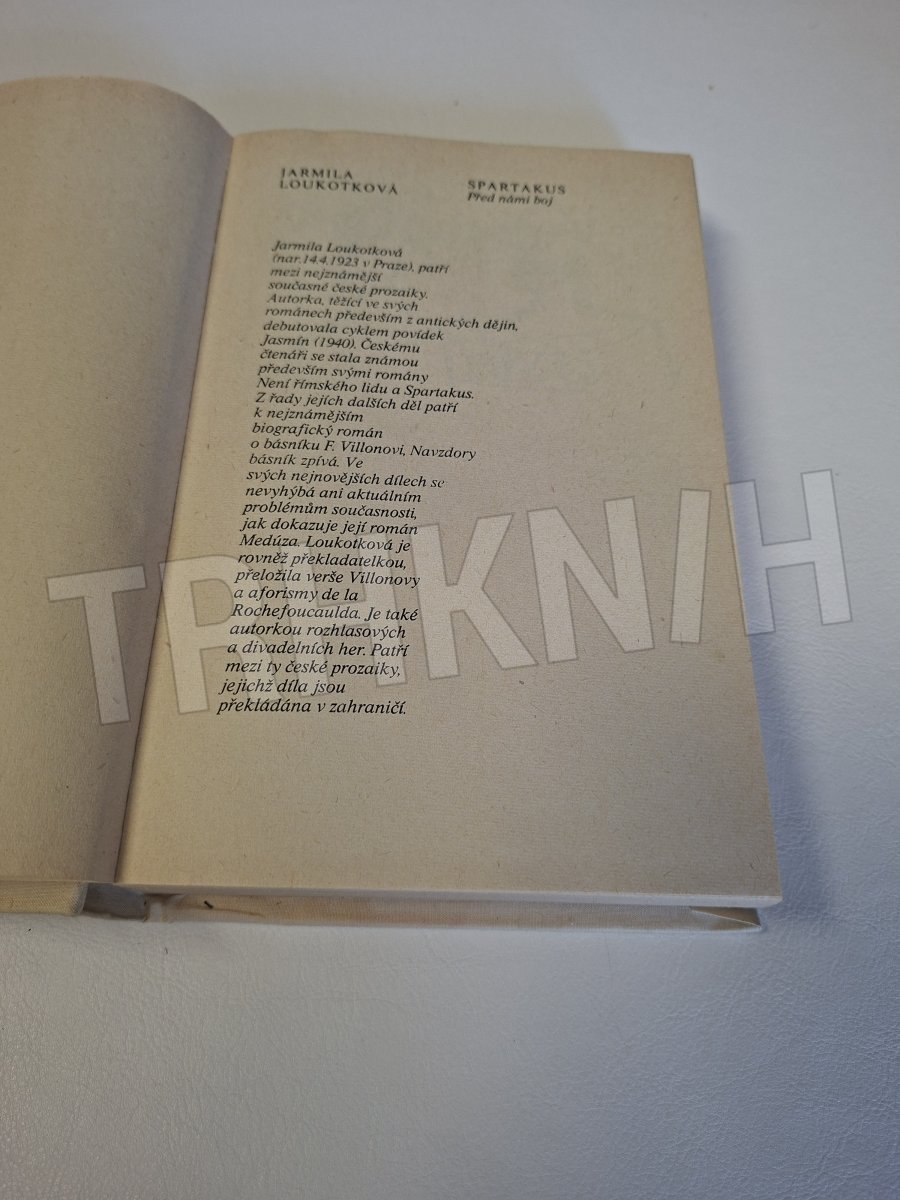 JARMILA
LOUKOTKOVÁ
SPARTAKUS
Před námi boj
Jarmila Loukotková
(nar.14.4.1923 v Praze), patří
mezi nejznámější
současné české prozaiky.
Autorka, těžící ve svých
románech především z antických dějin,
debutovala cyklem povídek
Jasmín (1940). Českému
čtenáři se stala známou
především svými romány
Není římského lidu a Spartakus.
Z řady jejích dalších děl patří
k nejznámějším
biografický román
o básníku F. Villonovi, Navzdory
básník zpívá. Ve
svých nejnovějších dílech se
nevyhýbá ani aktuálním
problémům současnosti,
jak dokazuje její román
Medúza. Loukotková je
rovněž překladatelkou,
přeložila verše Villonovy
a aforismy de la
Rochefoucaulda. Je také
autorkou rozhlasových
a divadelních her. Patří
mezi ty české prozaiky,
jejichž díla jsou
překládána v zahraničí.